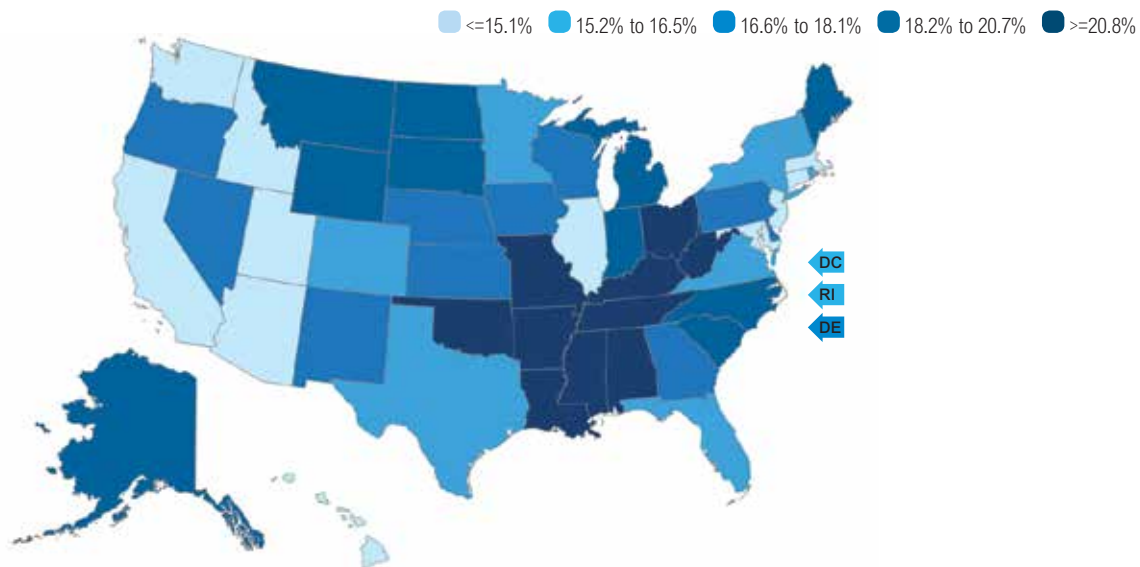 <=15.1% 15.2% to 16.5% 16.6% to 18.1% 18.2% to 20.7% >=20.8%
DC
RI
DE